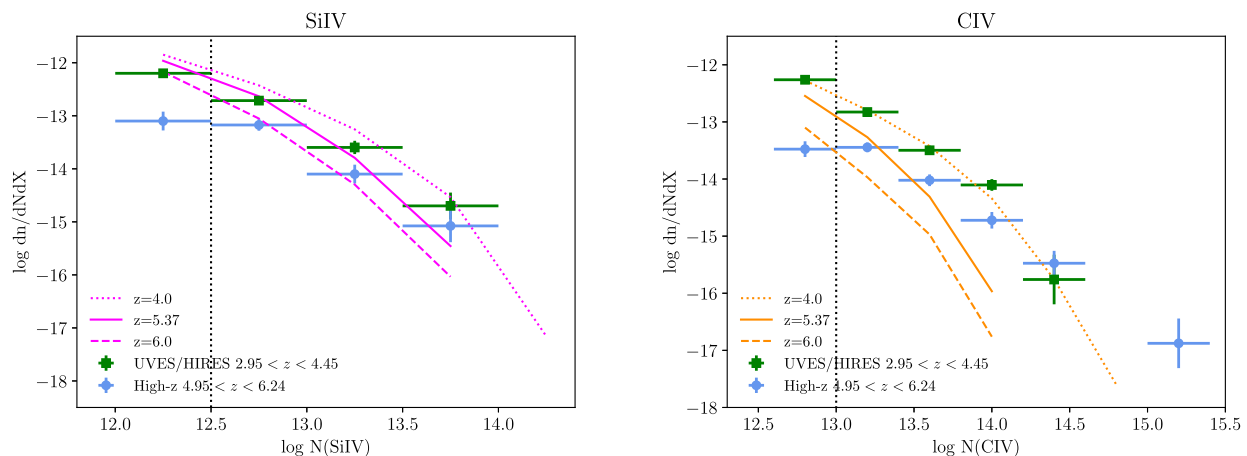 SiIV
−12
−13
−14
−15
−16
−17
−18
log dn/dNdX
z=4.0
z=5.37
z=6.0
UVES/HIRES 2.95 < z < 4.45
High-z 4.95 < z < 6.24
12.0 12.5 13.0 13.5 14.0
log N(SiIV)
CIV
−12
−13
−14
−15
−16
−17
−18
log dn/dNdX
z=4.0
z=5.37
z=6.0
UVES/HIRES 2.95 < z < 4.45
High-z 4.95 < z < 6.24
12.5 13.0 13.5 14.0 14.5 15.0 15.5
log N(CIV)